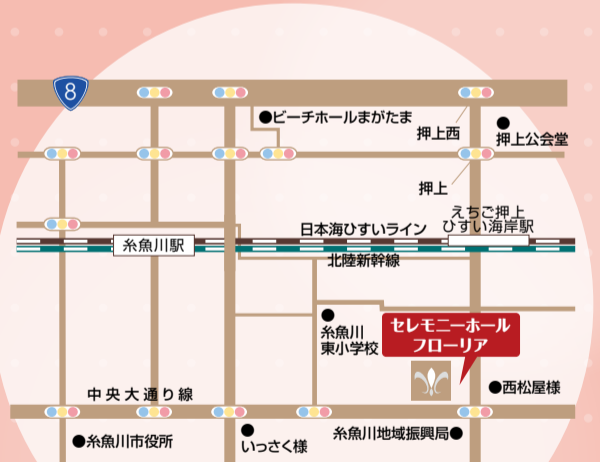 8
ビーチホールまがたま
押上西
押上公会堂
押上
えちご押上
ひすい海岸駅
日本海ひすいライン
糸魚川駅
北陸新幹線
セレモニーホール
フローリア
糸魚川
東小学校
西松屋様
中央大通り線
糸魚川市役所
いっさく様
糸魚川地域振興局